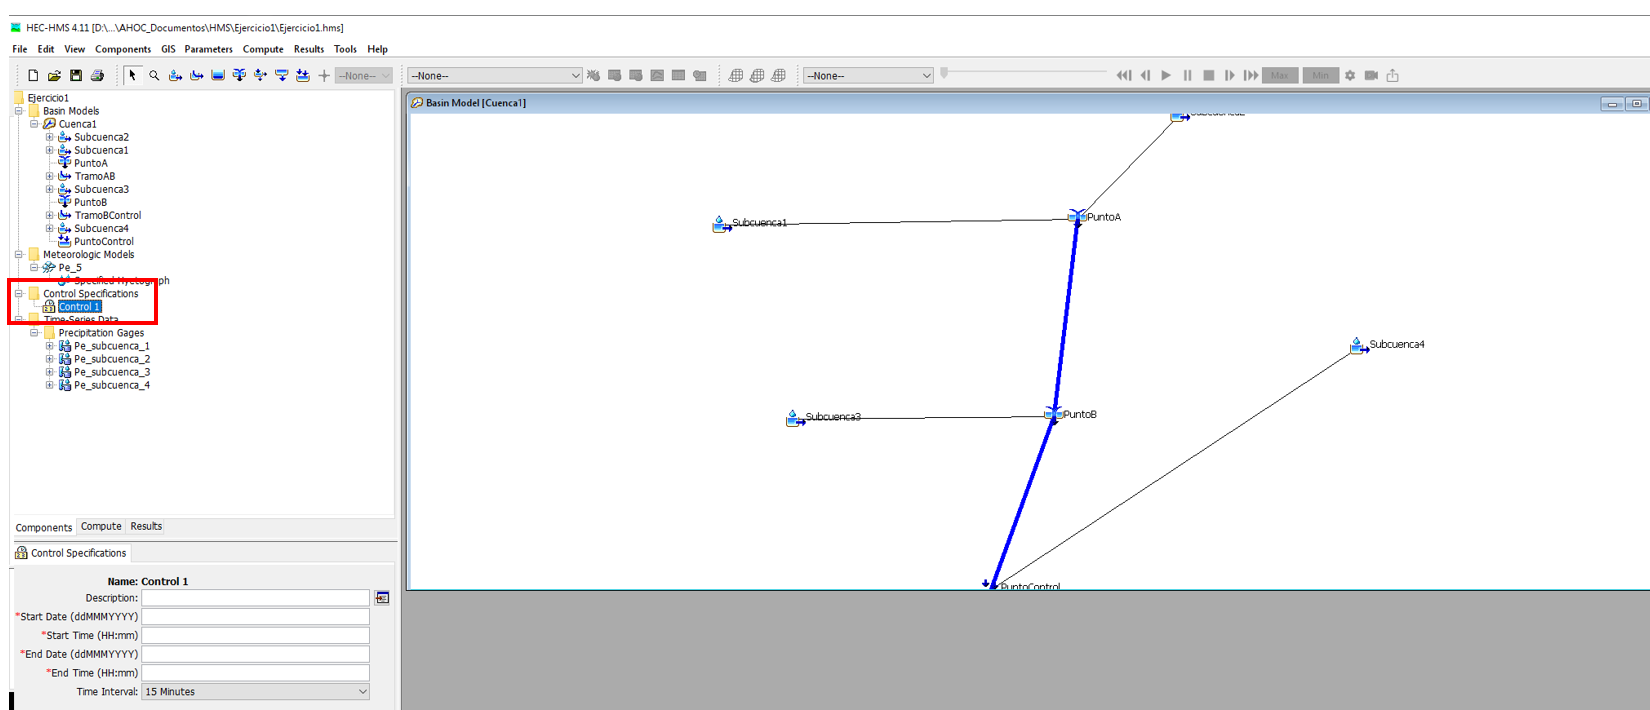 HEC-HMS 4.11 [D:\...\AHOC_Documentos\HMS\Ejercicio1\Ejercicio1.hms]
File Edit View Components GIS Parameters Compute Results Tools Help
--None-- --None-- --None-- Max Min
Ejercicio1
Basin Models
Cuenca1
Subcuenca2
Subcuenca1
PuntoA
TramoAB
Subcuenca3
PuntoB
TramoBControl
Subcuenca4
PuntoControl
Meteorologic Models
Pe_5
Specified Hyetograph
Control Specifications
Control 1
Time-Series Data
Precipitation Gages
Pe_subcuenca_1
Pe_subcuenca_2
Pe_subcuenca_3
Pe_subcuenca_4
Components Compute Results
Control Specifications
Name: Control 1
Description:
*Start Date (ddMMMYYYY)
*Start Time (HH:mm)
*End Date (ddMMMYYYY)
*End Time (HH:mm)
Time Interval: 15 Minutes
Basin Model [Cuenca1]
Subcuenca2
Subcuenca1
PuntoA
Subcuenca4
Subcuenca3
PuntoB
PuntoControl